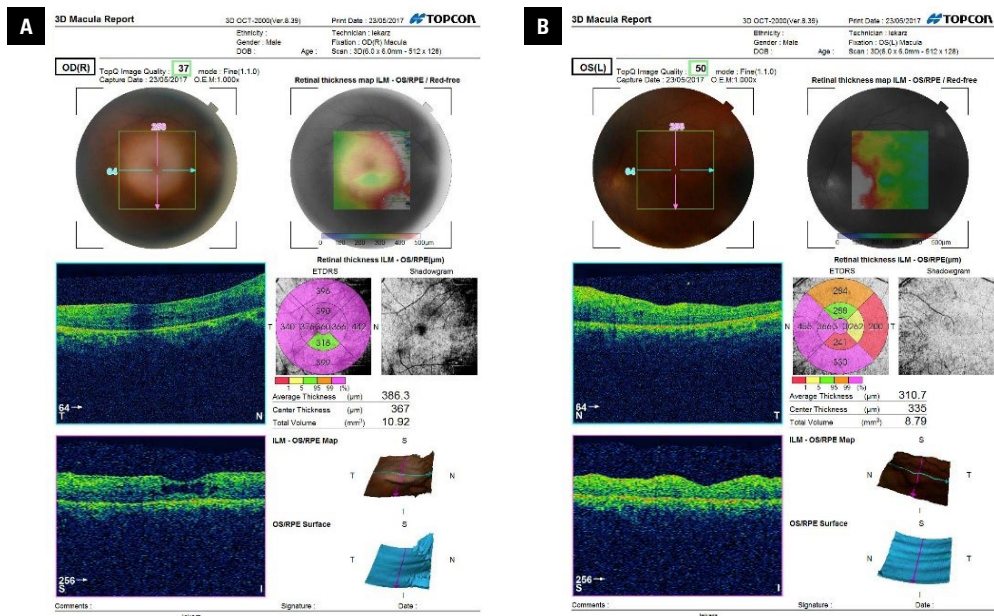 A
3D Macula Report
3D OCT-2000(Ver.8.39)
Print Date : 23/05/2017
TOPCON
Ethnicity :
Technician : lekarz
Gender : Male
Fixation : OD(R) Macula
DOB :
Age :
Scan : 3D(6.0 x 6.0mm - 512 x 128)
OD(R)
TopQ Image Quality : 37 mode : Fine(1.1.0)
Capture Date : 23/05/2017 O.E.M:1.000x
Retinal thickness map ILM - OS/RPE / Red-free
256
64
0 100 200 300 400 500μm
Retinal thickness ILM - OS/RPE(μm)
ETDRS
Shadowgram
396
390
340
366
442
T
N
318
1 5 95 99 (%)
Average Thickness (μm) 386.3
Center Thickness (μm) 367
Total Volume (mm³) 10.92
64
T
N
ILM - OS/RPE Map
S
T
N
I
OS/RPE Surface
S
T
N
I
256
S
I
Comments :
Signature :
Date :
B
3D Macula Report
3D OCT-2000(Ver.8.39)
Print Date : 23/05/2017
TOPCON
Ethnicity :
Technician : lekarz
Gender : Male
Fixation : OS(L) Macula
DOB :
Age :
Scan : 3D(6.0 x 6.0mm - 512 x 128)
OS(L)
TopQ Image Quality : 50 mode : Fine(1.1.0)
Capture Date : 23/05/2017 O.E.M:1.000x
Retinal thickness map ILM - OS/RPE / Red-free
64
0 100 200 300 400 500μm
Retinal thickness ILM - OS/RPE(μm)
ETDRS
Shadowgram
284
288
262
200
N
T
241
330
1 5 95 99 (%)
Average Thickness (μm) 310.7
Center Thickness (μm) 335
Total Volume (mm³) 8.79
64
N
T
ILM - OS/RPE Map
S
N
T
I
OS/RPE Surface
S
N
T
I
256
S
I
Comments :
Signature :
Date :